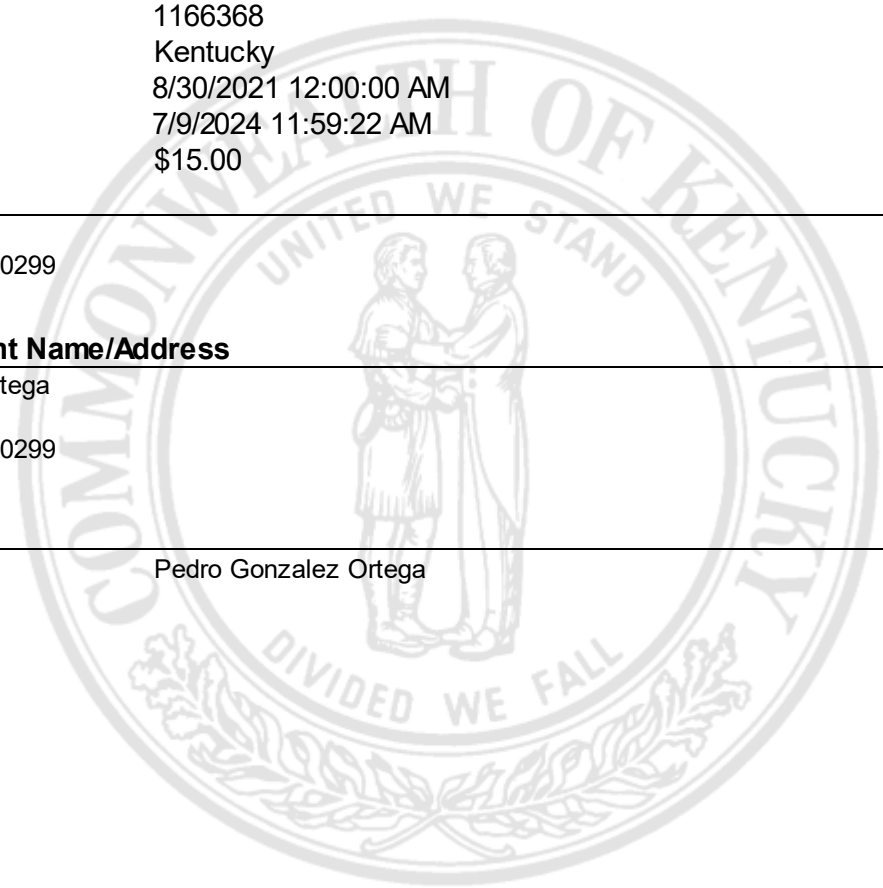 1166368
Kentucky
8/30/2021 12:00:00 AM
7/9/2024 11:59:22 AM
$15.00
0299
nt Name/Address
tega
0299
Pedro Gonzalez Ortega
COMMONWEALTH OF KENTUCKY
UNITED WE STAND
DIVIDED WE FALL